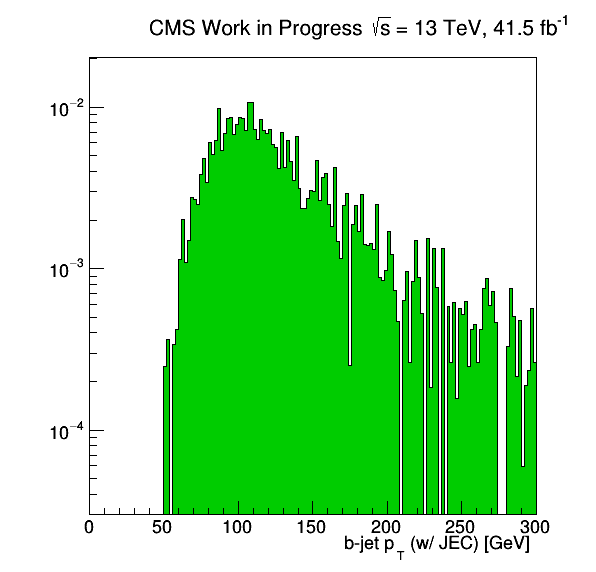 CMS Work in Progress √s = 13 TeV, 41.5 fb⁻¹
10⁻²
10⁻³
10⁻⁴
0 50 100 150 200 250 300
b-jet p_T (w/ JEC) [GeV]